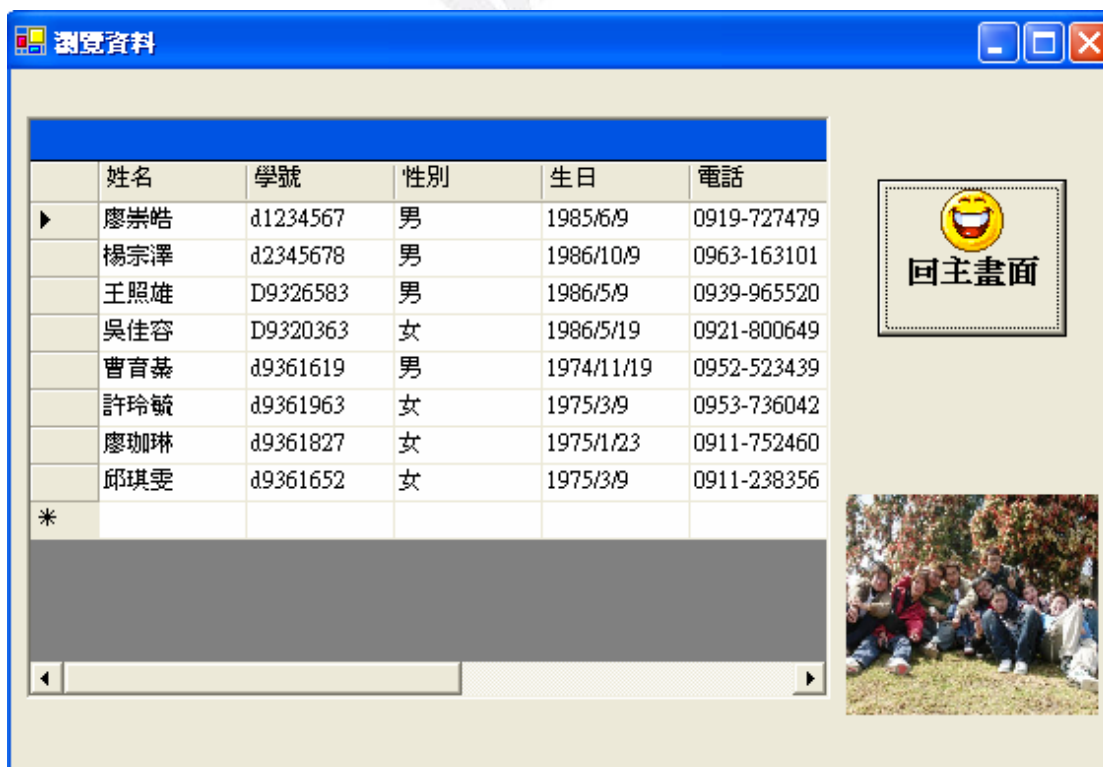 瀏覽資料
姓名 學號 性別 生日 電話
廖崇皓 d1234567 男 1985/6/9 0919-727479
楊宗澤 d2345678 男 1986/10/9 0963-163101
王照雄 D9326583 男 1986/5/9 0939-965520
吳佳容 D9320363 女 1986/5/19 0921-800649
曹育棻 d9361619 男 1974/11/19 0952-523439
許玲毓 d9361963 女 1975/3/9 0953-736042
廖珈琳 d9361827 女 1975/1/23 0911-752460
邱琪雯 d9361652 女 1975/3/9 0911-238356
回主畫面